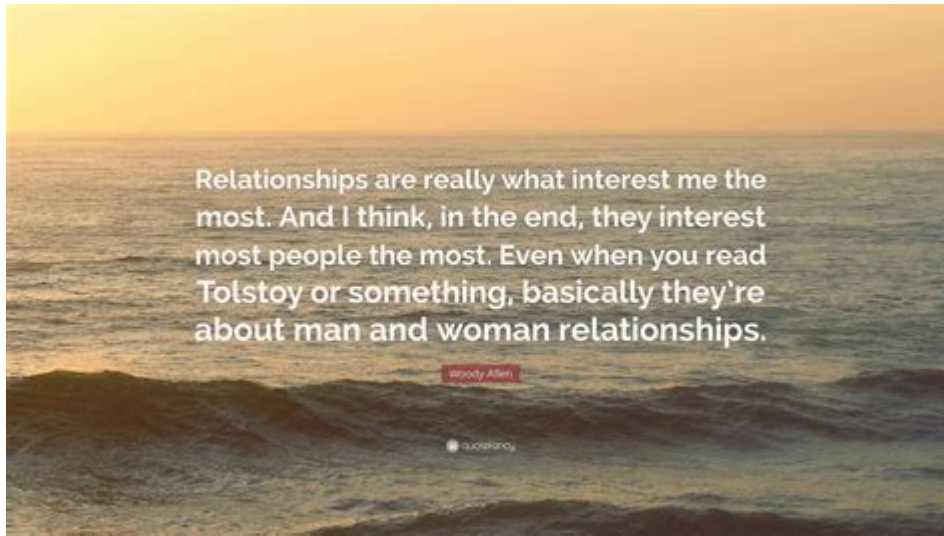 Relationships are really what interest me the
most. And I think, in the end, they interest
most people the most. Even when you read
Tolstoy or something, basically they’re
about man and woman relationships.
Woody Allen
quotefancy